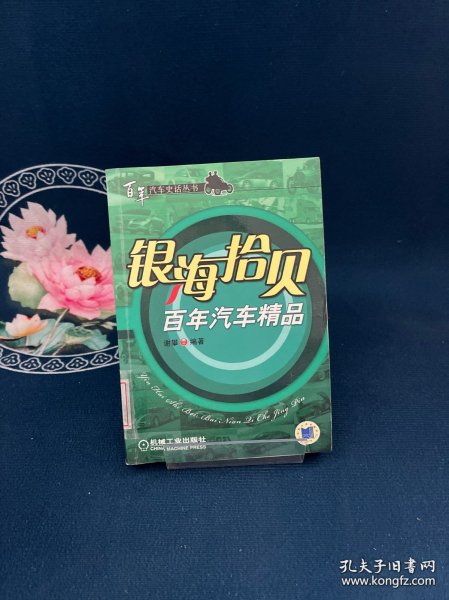 百年汽车史话丛书
银海拾贝
百年汽车精品
谢攀 编著
Yin Hai Shi Bei Bai Nian Qi Che Jing Pin
机械工业出版社
CHINA MACHINE PRESS
孔夫子旧书网
www.kongfz.com